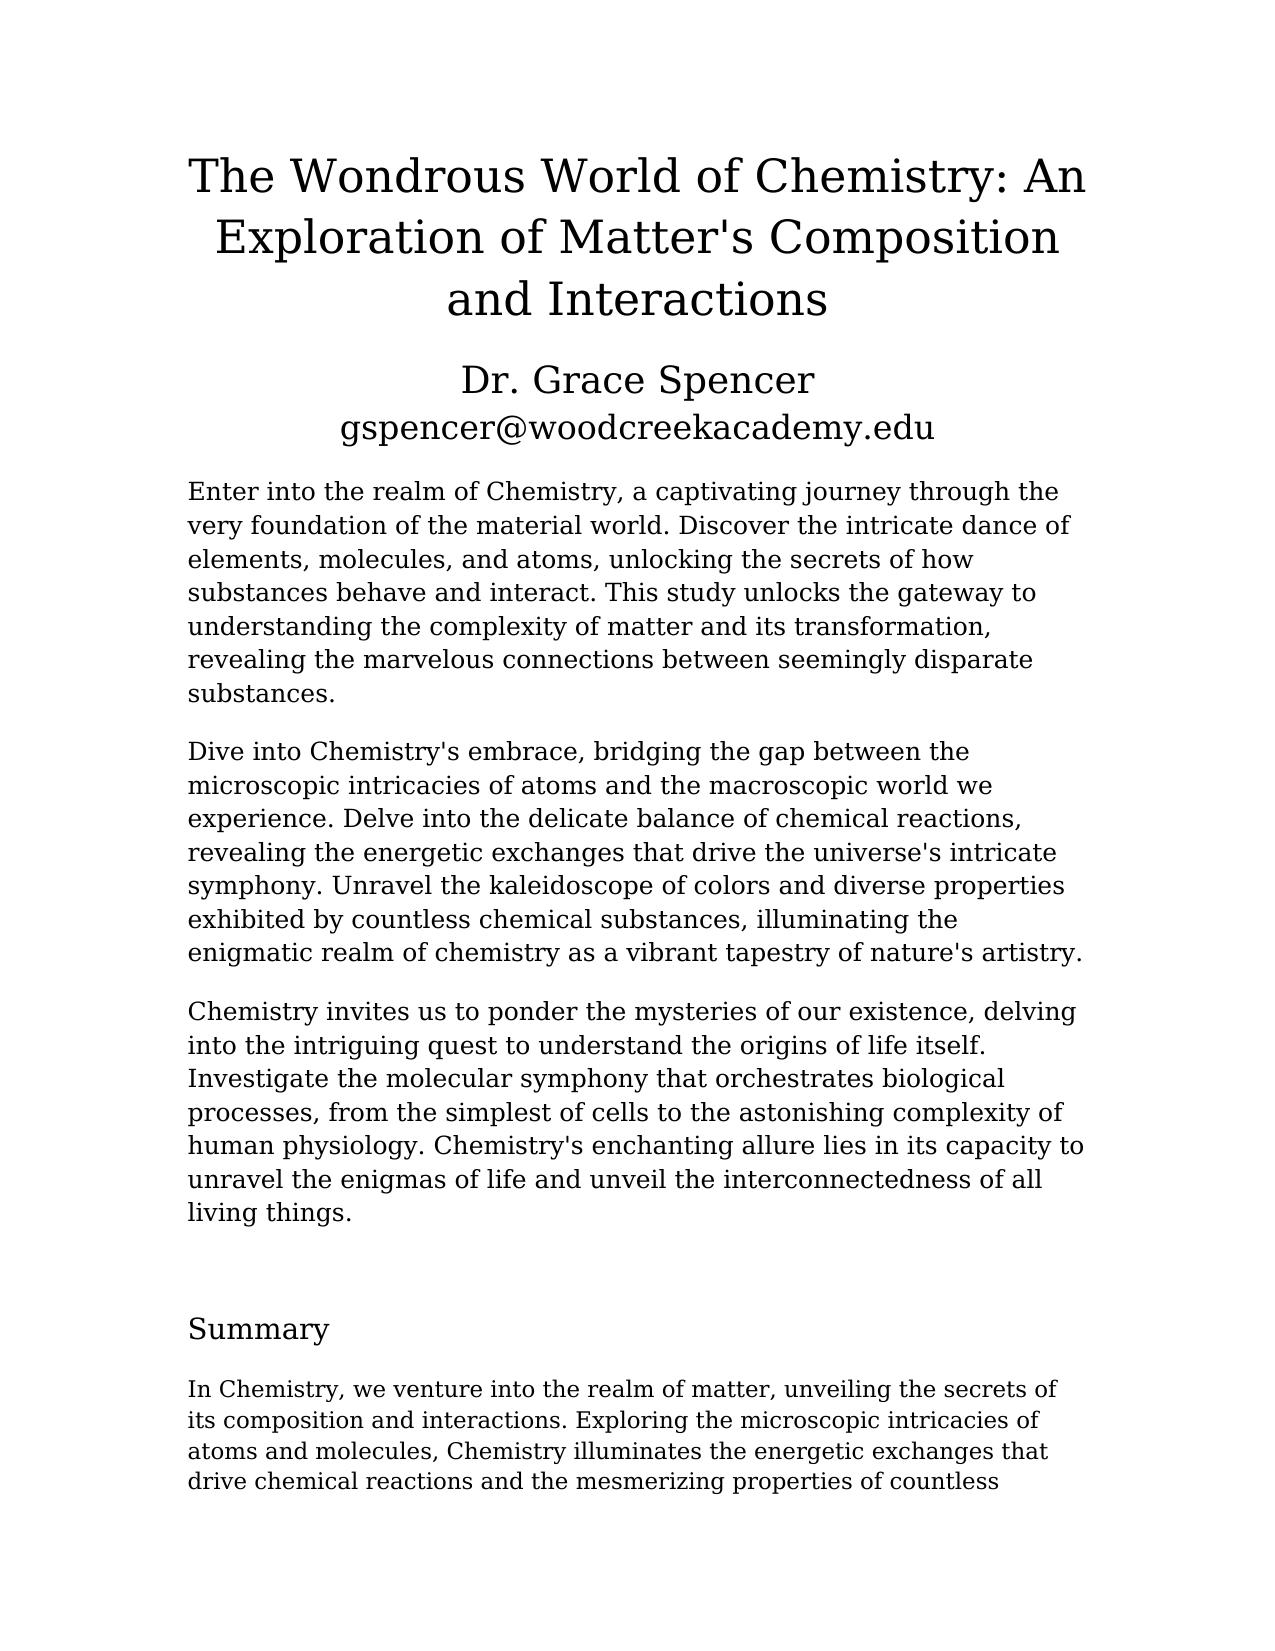 The Wondrous World of Chemistry: An
Exploration of Matter's Composition
and Interactions
Dr. Grace Spencer
gspencer@woodcreekacademy.edu
Enter into the realm of Chemistry, a captivating journey through the
very foundation of the material world. Discover the intricate dance of
elements, molecules, and atoms, unlocking the secrets of how
substances behave and interact. This study unlocks the gateway to
understanding the complexity of matter and its transformation,
revealing the marvelous connections between seemingly disparate
substances.
Dive into Chemistry's embrace, bridging the gap between the
microscopic intricacies of atoms and the macroscopic world we
experience. Delve into the delicate balance of chemical reactions,
revealing the energetic exchanges that drive the universe's intricate
symphony. Unravel the kaleidoscope of colors and diverse properties
exhibited by countless chemical substances, illuminating the
enigmatic realm of chemistry as a vibrant tapestry of nature's artistry.
Chemistry invites us to ponder the mysteries of our existence, delving
into the intriguing quest to understand the origins of life itself.
Investigate the molecular symphony that orchestrates biological
processes, from the simplest of cells to the astonishing complexity of
human physiology. Chemistry's enchanting allure lies in its capacity to
unravel the enigmas of life and unveil the interconnectedness of all
living things.
Summary
In Chemistry, we venture into the realm of matter, unveiling the secrets of
its composition and interactions. Exploring the microscopic intricacies of
atoms and molecules, Chemistry illuminates the energetic exchanges that
drive chemical reactions and the mesmerizing properties of countless